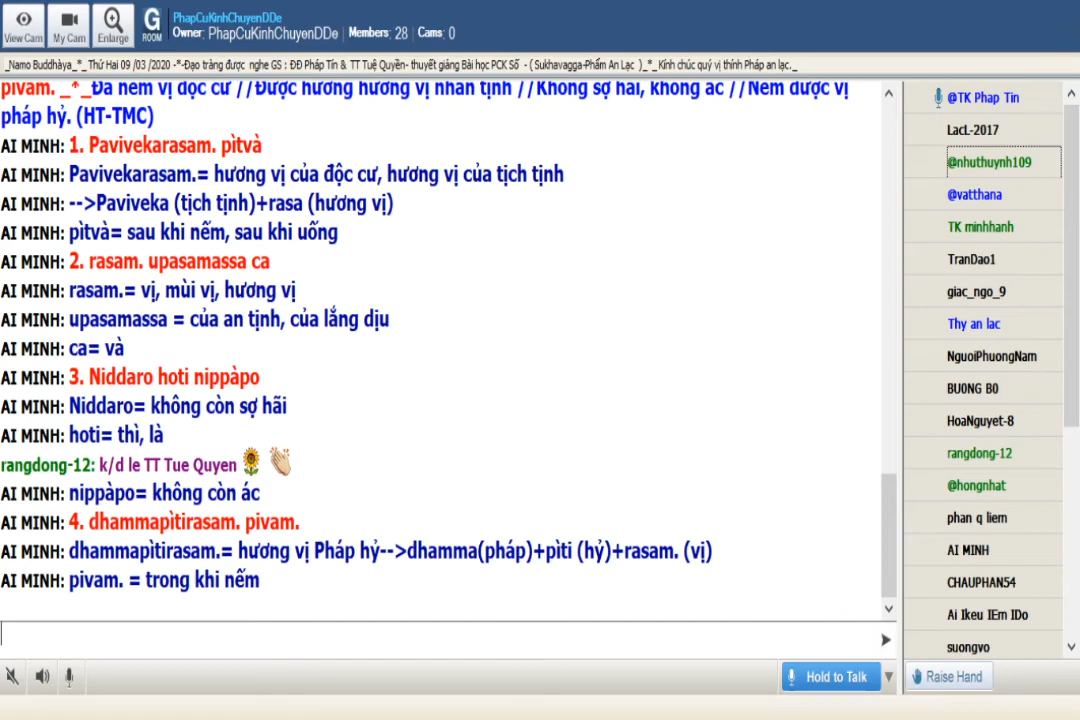 View Cam
My Cam
Enlarge
G
ROOM
PhapCuKinhChuyenDDe
Owner: PhapCuKinhChuyenDDe | Members: 28 | Cams: 0
_Namo Buddhàya_*_ Thứ Hai 09 /03 /2020 -*-Đạo tràng được nghe GS : ĐĐ Pháp Tín & TT Tuệ Quyền- thuyết giảng Bài học PCK Số - ( Sukhavagga-Phẩm An Lạc )_*_ Kính chúc quý vị thính Pháp an lạc._
pivam. _*_Đã nếm vị độc cư //Được hưởng hương vị nhàn tịnh //Không sợ hãi, không ác //Nếm được vị
pháp hỷ. (HT-TMC)
AI MINH: 1. Pavivekarasam. pìtvà
AI MINH: Pavivekarasam.= hương vị của độc cư, hương vị của tịch tịnh
AI MINH: -->Paviveka (tịch tịnh)+rasa (hương vị)
AI MINH: pìtvà= sau khi nếm, sau khi uống
AI MINH: 2. rasam. upasamassa ca
AI MINH: rasam.= vị, mùi vị, hương vị
AI MINH: upasamassa = của an tịnh, của lắng dịu
AI MINH: ca= và
AI MINH: 3. Niddaro hoti nippàpo
AI MINH: Niddaro= không còn sợ hãi
AI MINH: hoti= thì, là
rangdong-12: k/d le TT Tue Quyen
AI MINH: nippàpo= không còn ác
AI MINH: 4. dhammapìtirasam. pivam.
AI MINH: dhammapìtirasam.= hương vị Pháp hỷ-->dhamma(pháp)+pìti (hỷ)+rasam. (vị)
AI MINH: pivam. = trong khi nếm
@TK Phap Tin
LacL-2017
@nhuthuynh109
@vatthana
TK minhhanh
TranDao1
giac_ngo_9
Thy an lac
NguoiPhuongNam
BUONG BO
HoaNguyet-8
rangdong-12
@hongnhat
phan q liem
AI MINH
CHAUPHAN54
Ai Ikeu IEm IDo
suongvo
Hold to Talk
Raise Hand